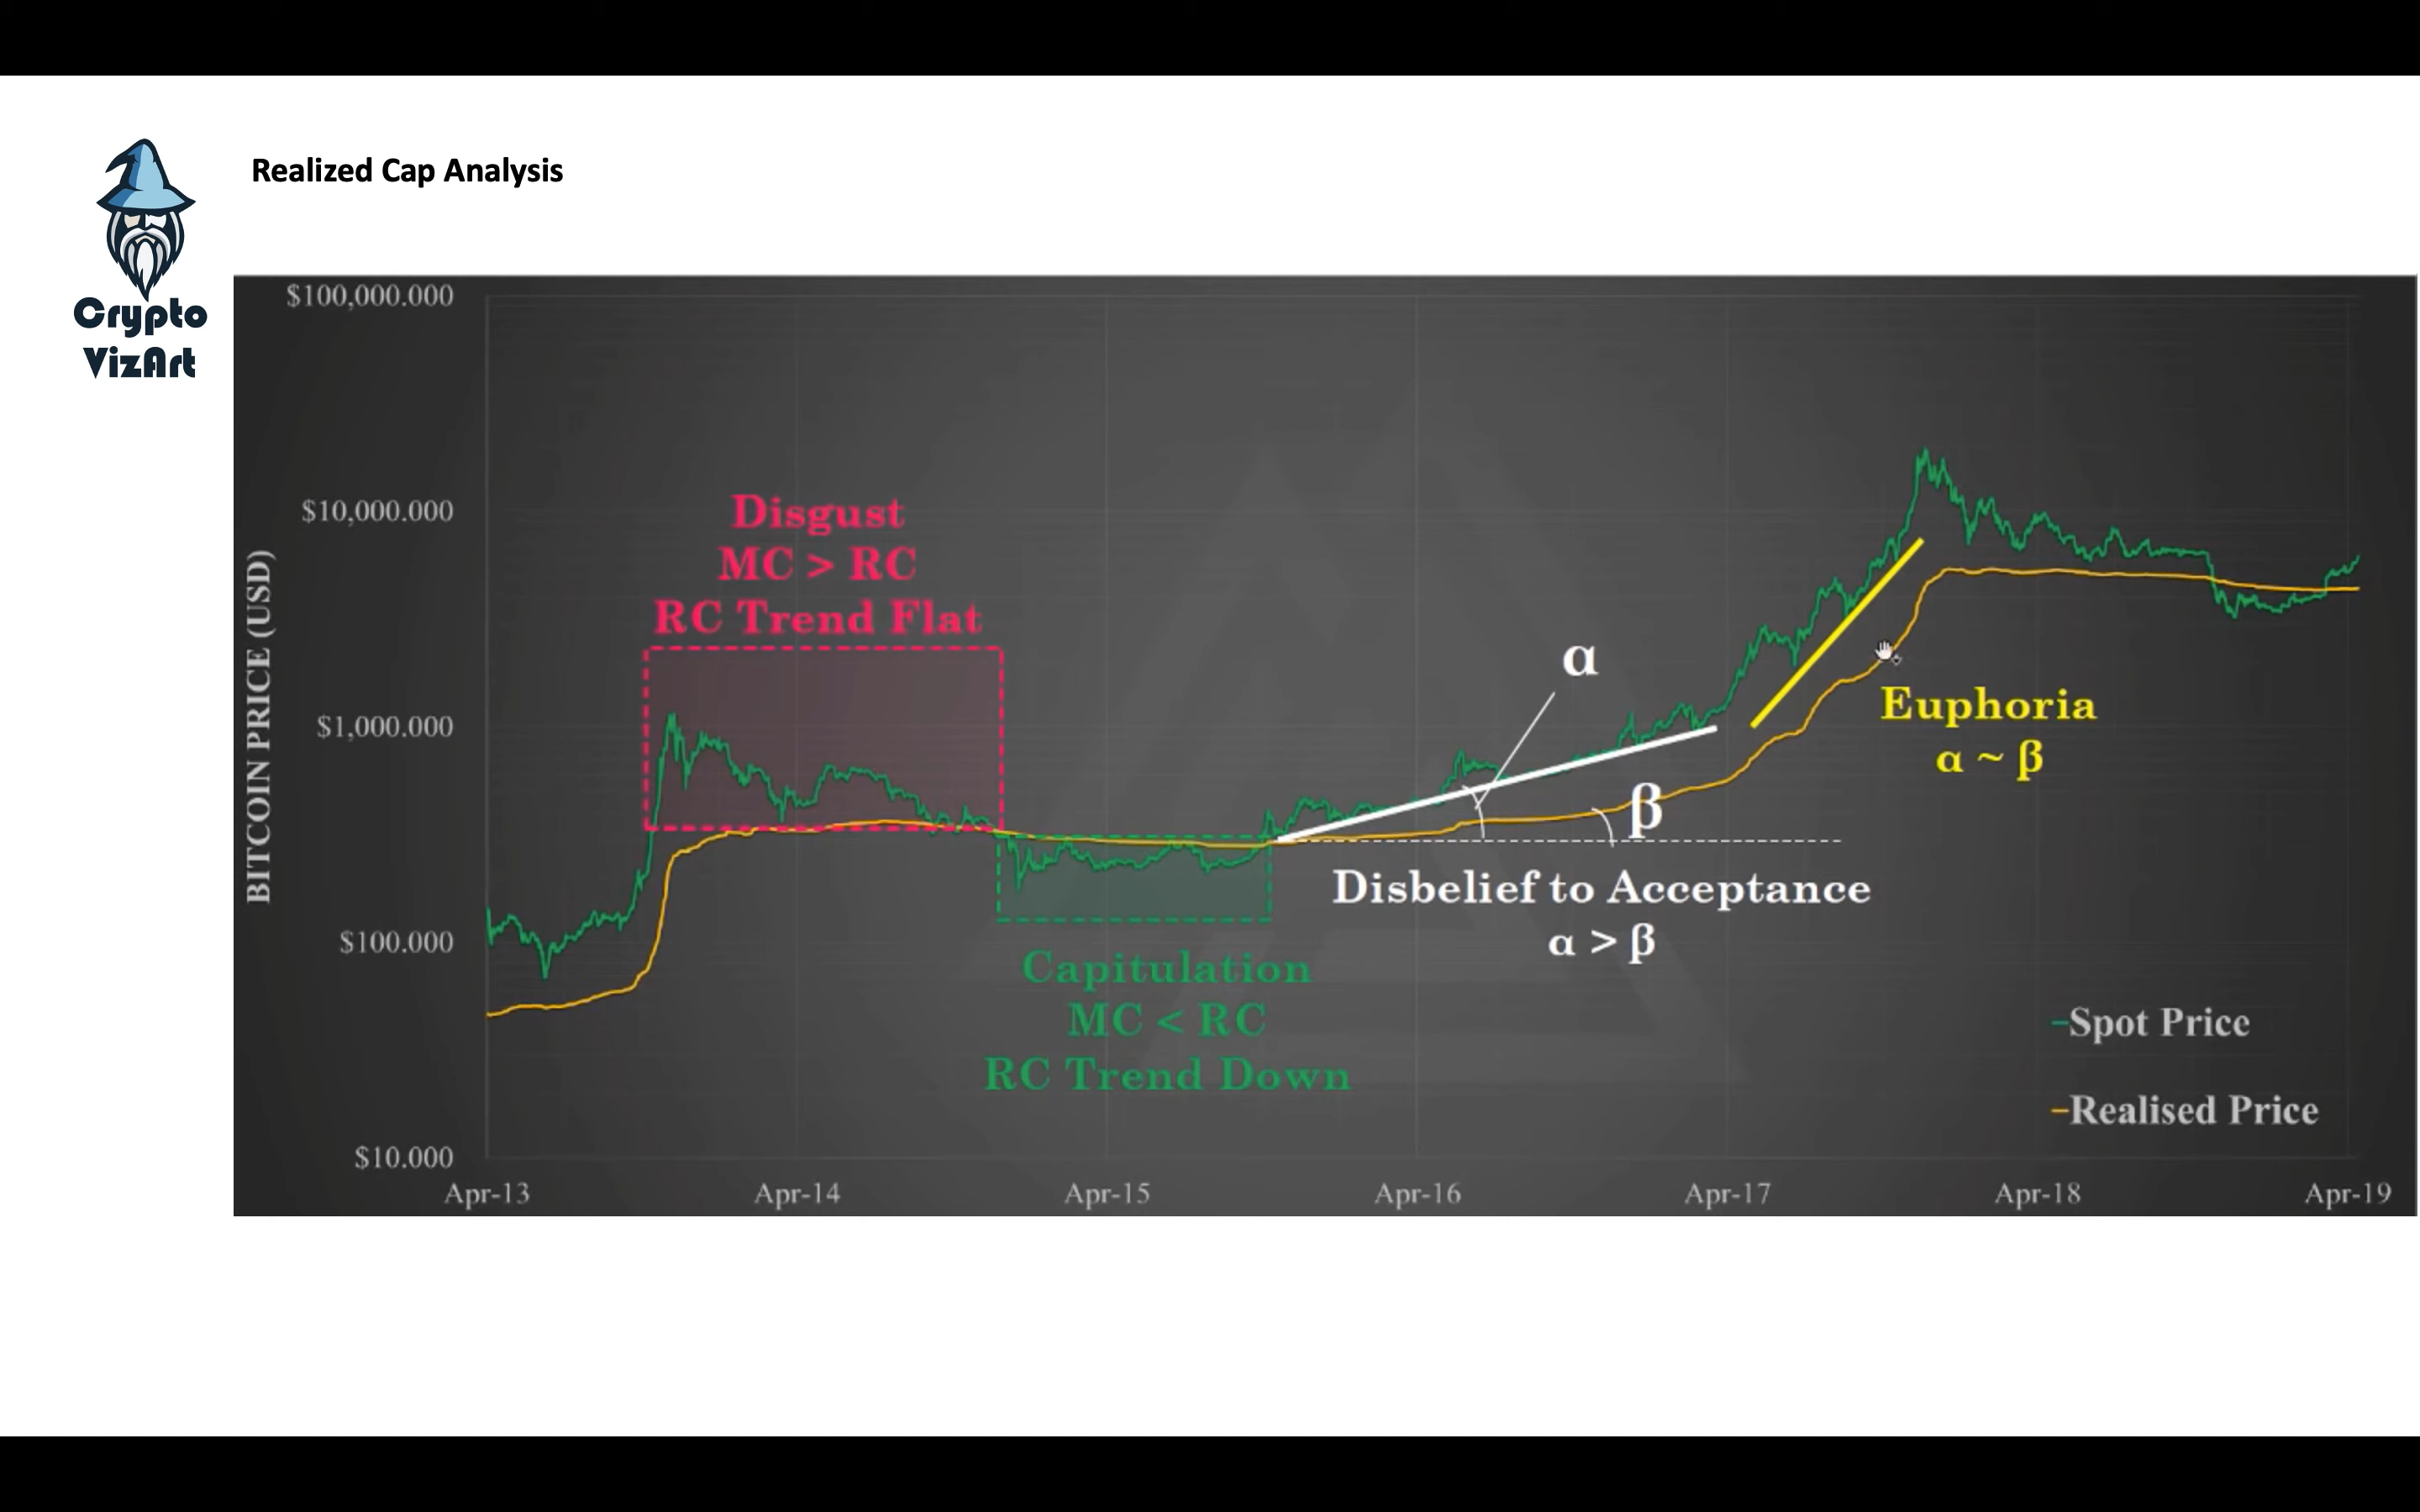 Realized Cap Analysis
Crypto
VizArt
$100,000.000
$10,000.000
$1,000.000
$100.000
$10.000
BITCOIN PRICE (USD)
Disgust
MC > RC
RC Trend Flat
Capitulation
MC < RC
RC Trend Down
α
β
Disbelief to Acceptance
α > β
Euphoria
α ~ β
Spot Price
Realised Price
Apr-13
Apr-14
Apr-15
Apr-16
Apr-17
Apr-18
Apr-19